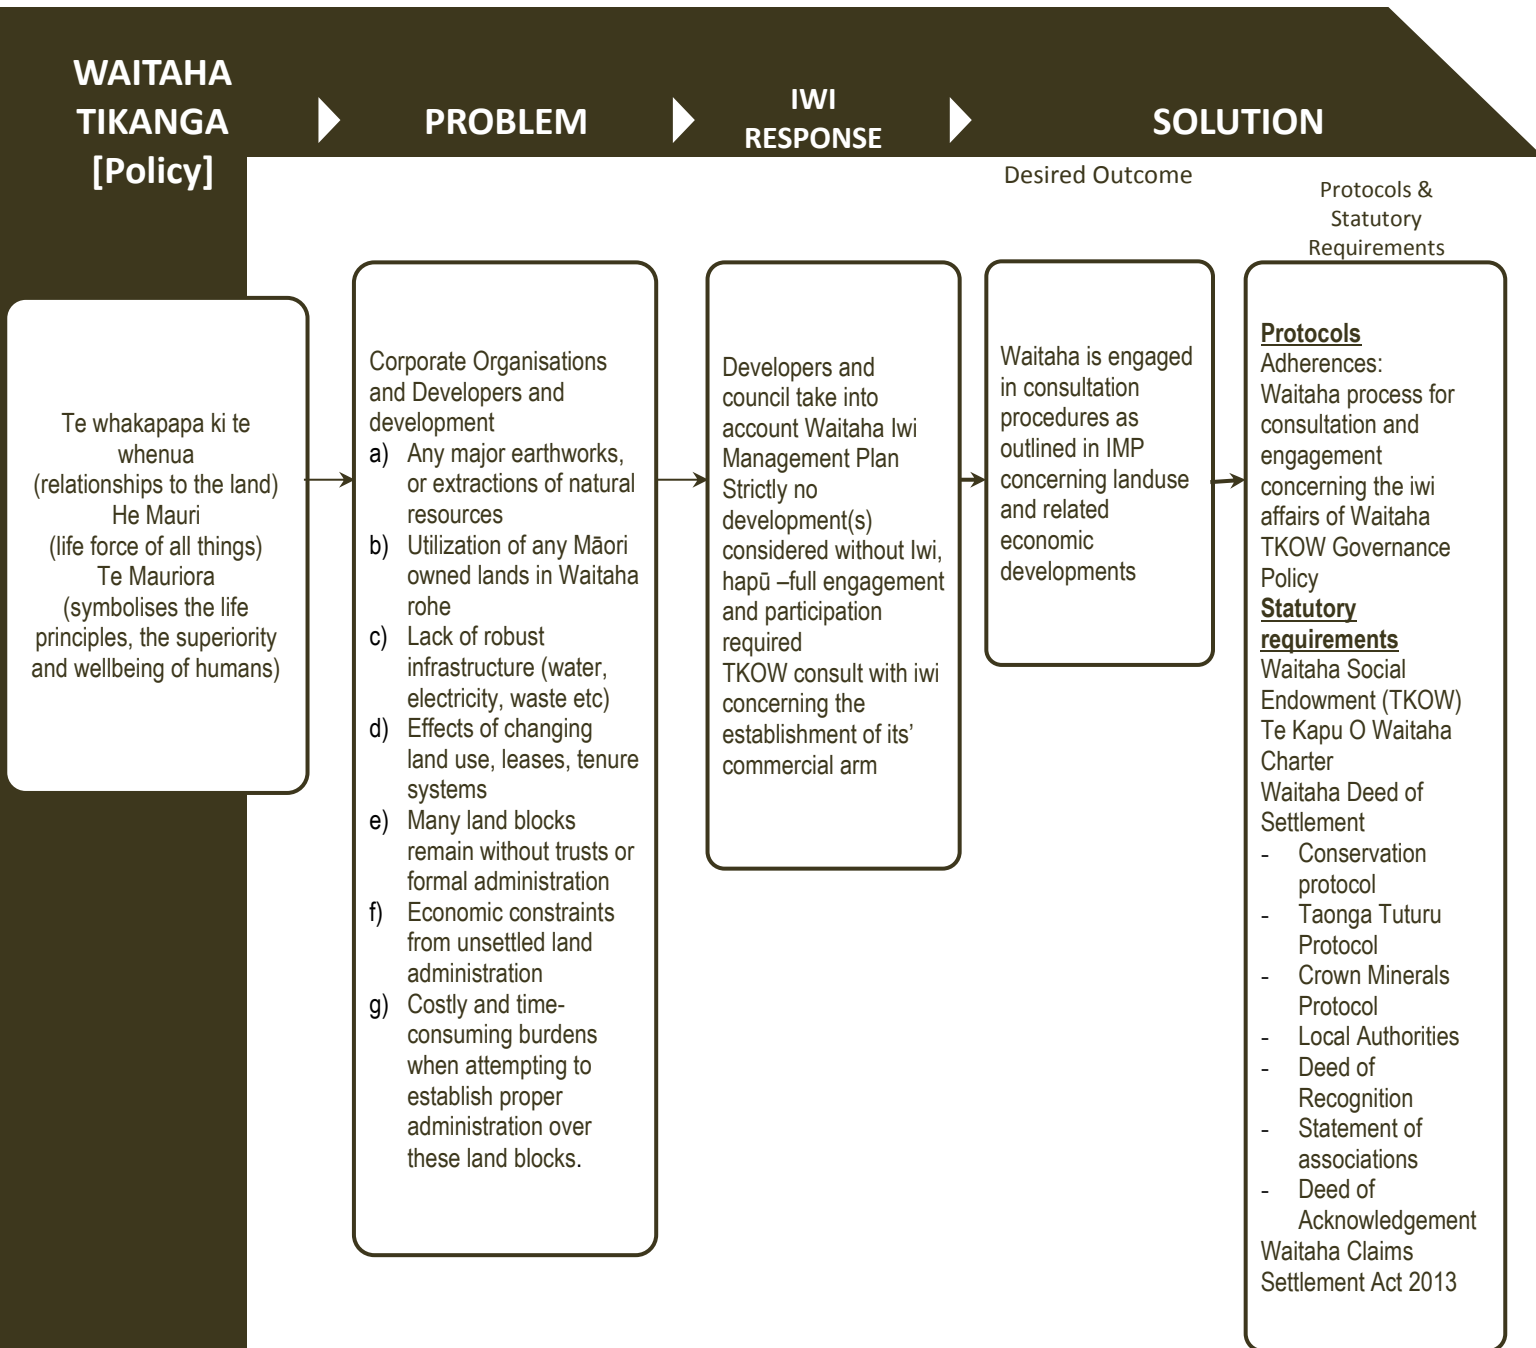 WAITAHA
TIKANGA
[Policy]
PROBLEM
IWI
RESPONSE
SOLUTION
Desired Outcome
Protocols &
Statutory
Requirements
Te whakapapa ki te
whenua
(relationships to the land)
He Mauri
(life force of all things)
Te Mauriora
(symbolises the life
principles, the superiority
and wellbeing of humans)
Corporate Organisations
and Developers and
development
a) Any major earthworks,
or extractions of natural
resources
b) Utilization of any Māori
owned lands in Waitaha
rohe
c) Lack of robust
infrastructure (water,
electricity, waste etc)
d) Effects of changing
land use, leases, tenure
systems
e) Many land blocks
remain without trusts or
formal administration
f) Economic constraints
from unsettled land
administration
g) Costly and time-
consuming burdens
when attempting to
establish proper
administration over
these land blocks.
Developers and
council take into
account Waitaha Iwi
Management Plan
Strictly no
development(s)
considered without Iwi,
hapū –full engagement
and participation
required
TKOW consult with iwi
concerning the
establishment of its’
commercial arm
Waitaha is engaged
in consultation
procedures as
outlined in IMP
concerning landuse
and related
economic
developments
Protocols
Adherences:
Waitaha process for
consultation and
engagement
concerning the iwi
affairs of Waitaha
TKOW Governance
Policy
Statutory
requirements
Waitaha Social
Endowment (TKOW)
Te Kapu O Waitaha
Charter
Waitaha Deed of
Settlement
- Conservation
protocol
- Taonga Tuturu
Protocol
- Crown Minerals
Protocol
- Local Authorities
- Deed of
Recognition
- Statement of
associations
- Deed of
Acknowledgement
Waitaha Claims
Settlement Act 2013